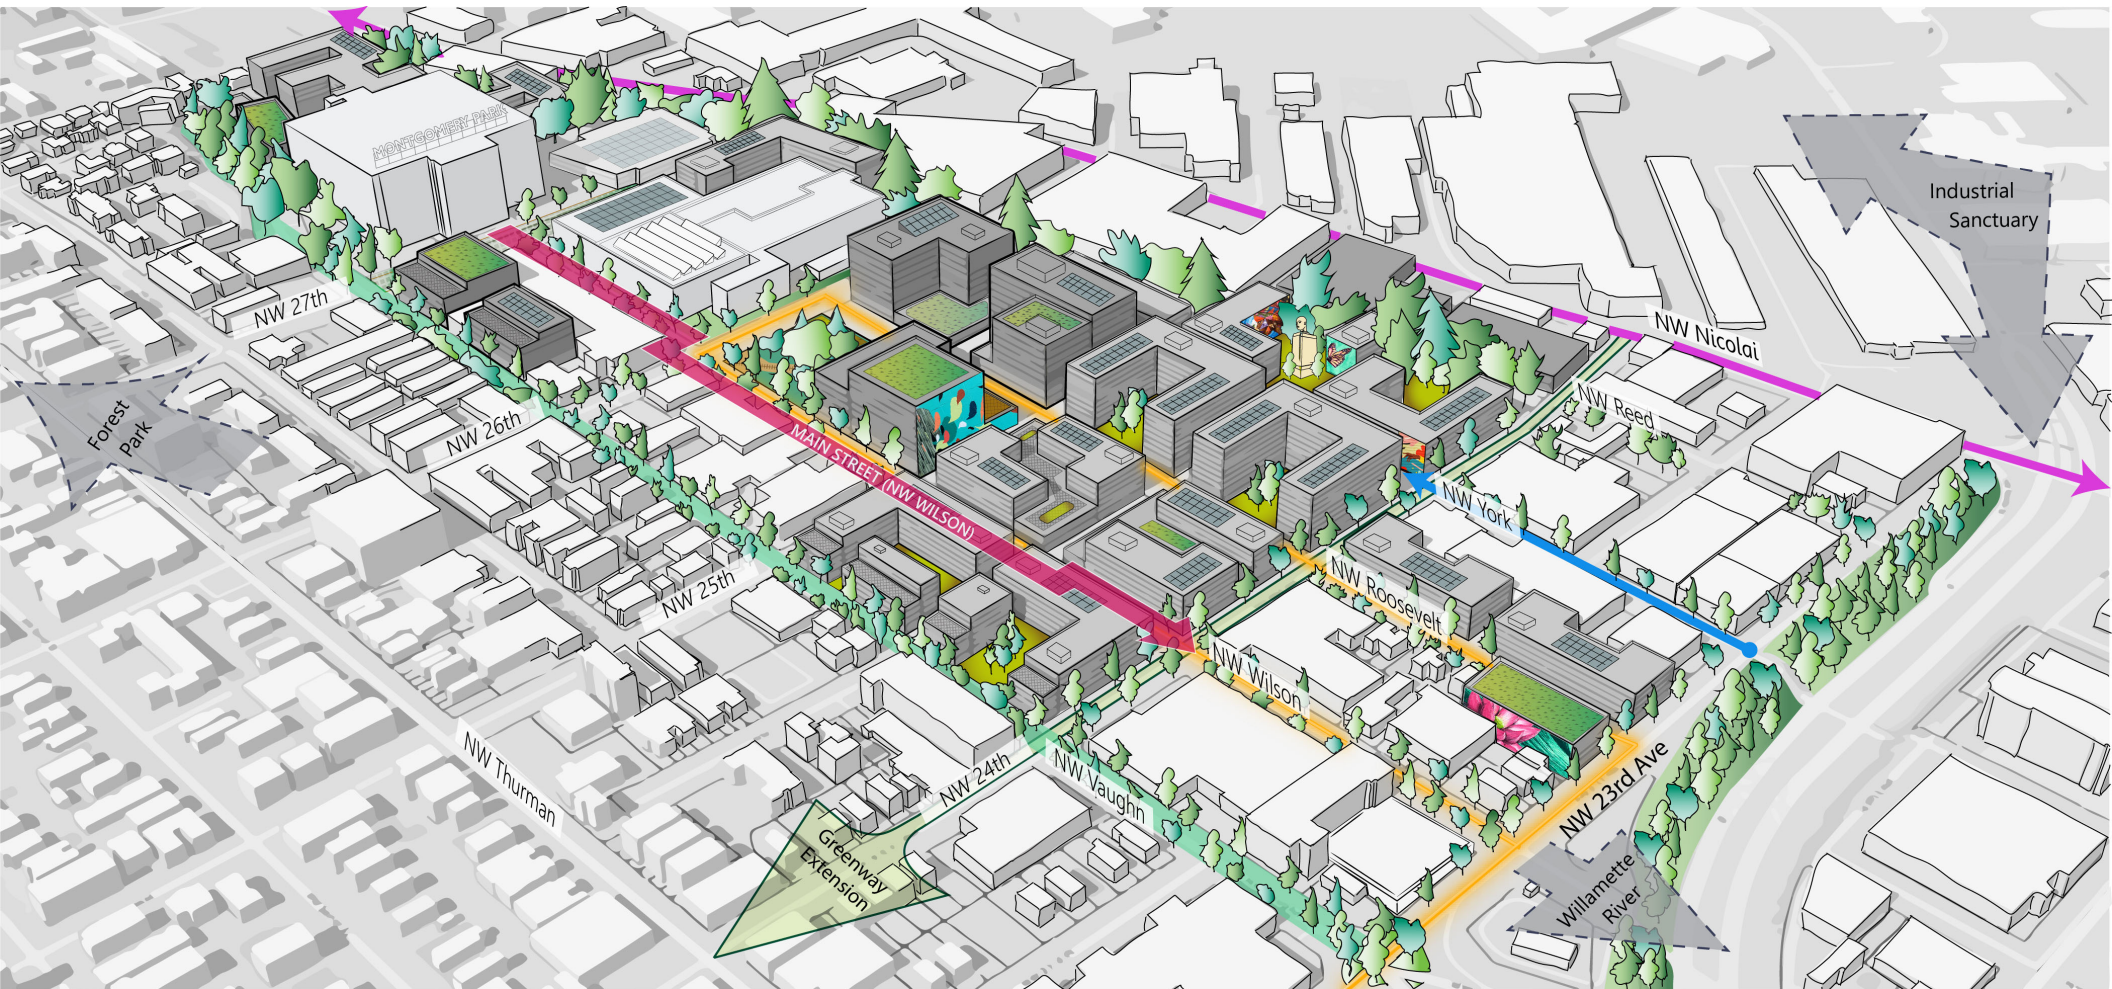 MONTGOMERY PARK
Industrial
Sanctuary
NW 27th
NW Nicolai
Forest
Park
NW Reed
NW 26th
MAIN STREET (NW WILSON)
NW York
NW 25th
NW Roosevelt
NW Wilson
NW Thurman
NW 24th
NW Vaughn
NW 23rd Ave
Greenway
Extension
Willamette
River